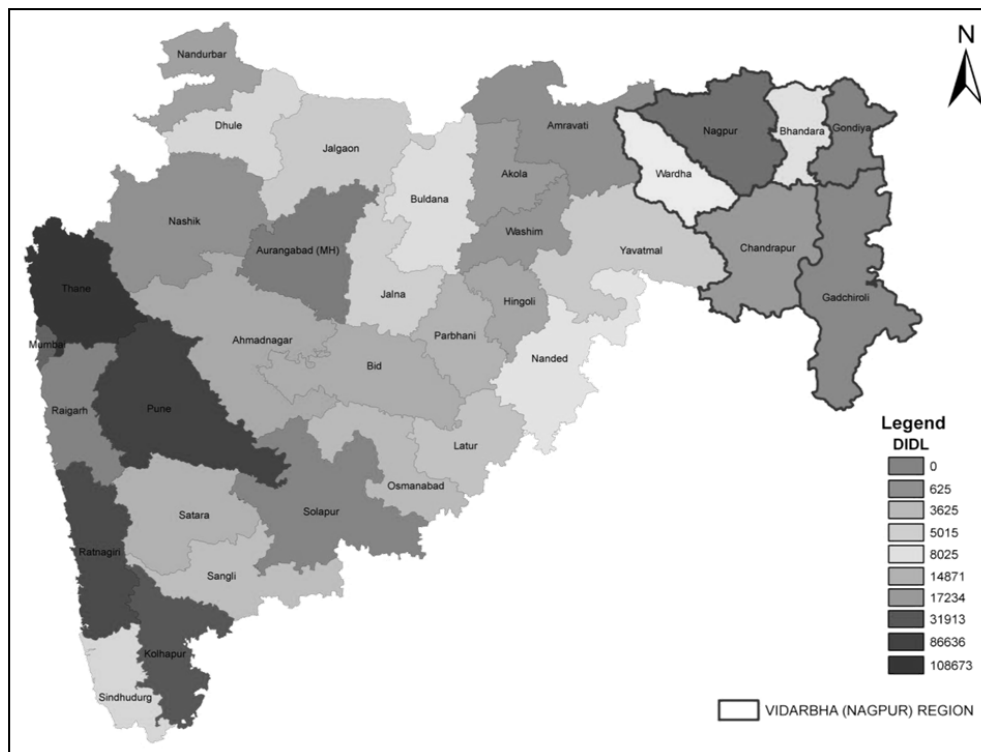 N
Nandurbar
Dhule
Jalgaon
Amravati
Nagpur
Bhandara
Gondiya
Akola
Wardha
Buldana
Nashik
Washim
Aurangabad (MH)
Yavatmal
Chandrapur
Thane
Jalna
Hingoli
Gadchiroli
Parbhani
Ahmadnagar
Mumbai
Bid
Nanded
Raigarh
Pune
Latur
Osmanabad
Solapur
Satara
Ratnagiri
Sangli
Kolhapur
Sindhudurg
Legend
DIDL
0
625
3625
5015
8025
14871
17234
31913
86636
108673
VIDARBHA (NAGPUR) REGION